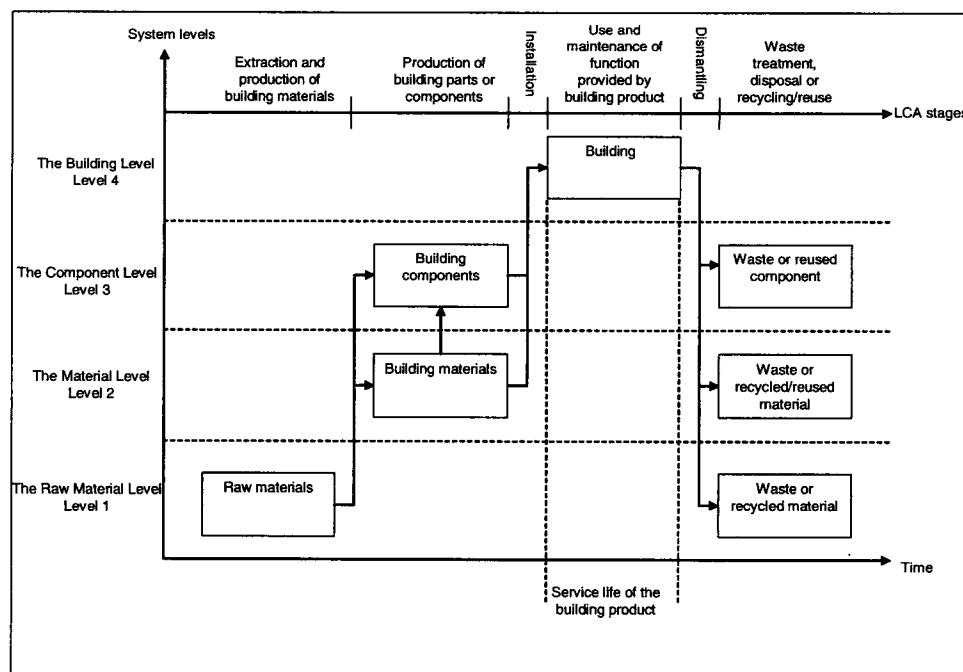 System levels
Extraction and
production of
building materials
Production of
building parts or
components
Installation
Use and
maintenance of
function
provided by
building product
Dismantling
Waste
treatment,
disposal or
recycling/reuse
LCA stages
The Building Level
Level 4
Building
The Component Level
Level 3
Building
components
Waste or reused
component
The Material Level
Level 2
Building materials
Waste or
recycled/reused
material
The Raw Material Level
Level 1
Raw materials
Waste or
recycled material
Time
Service life of the
building product